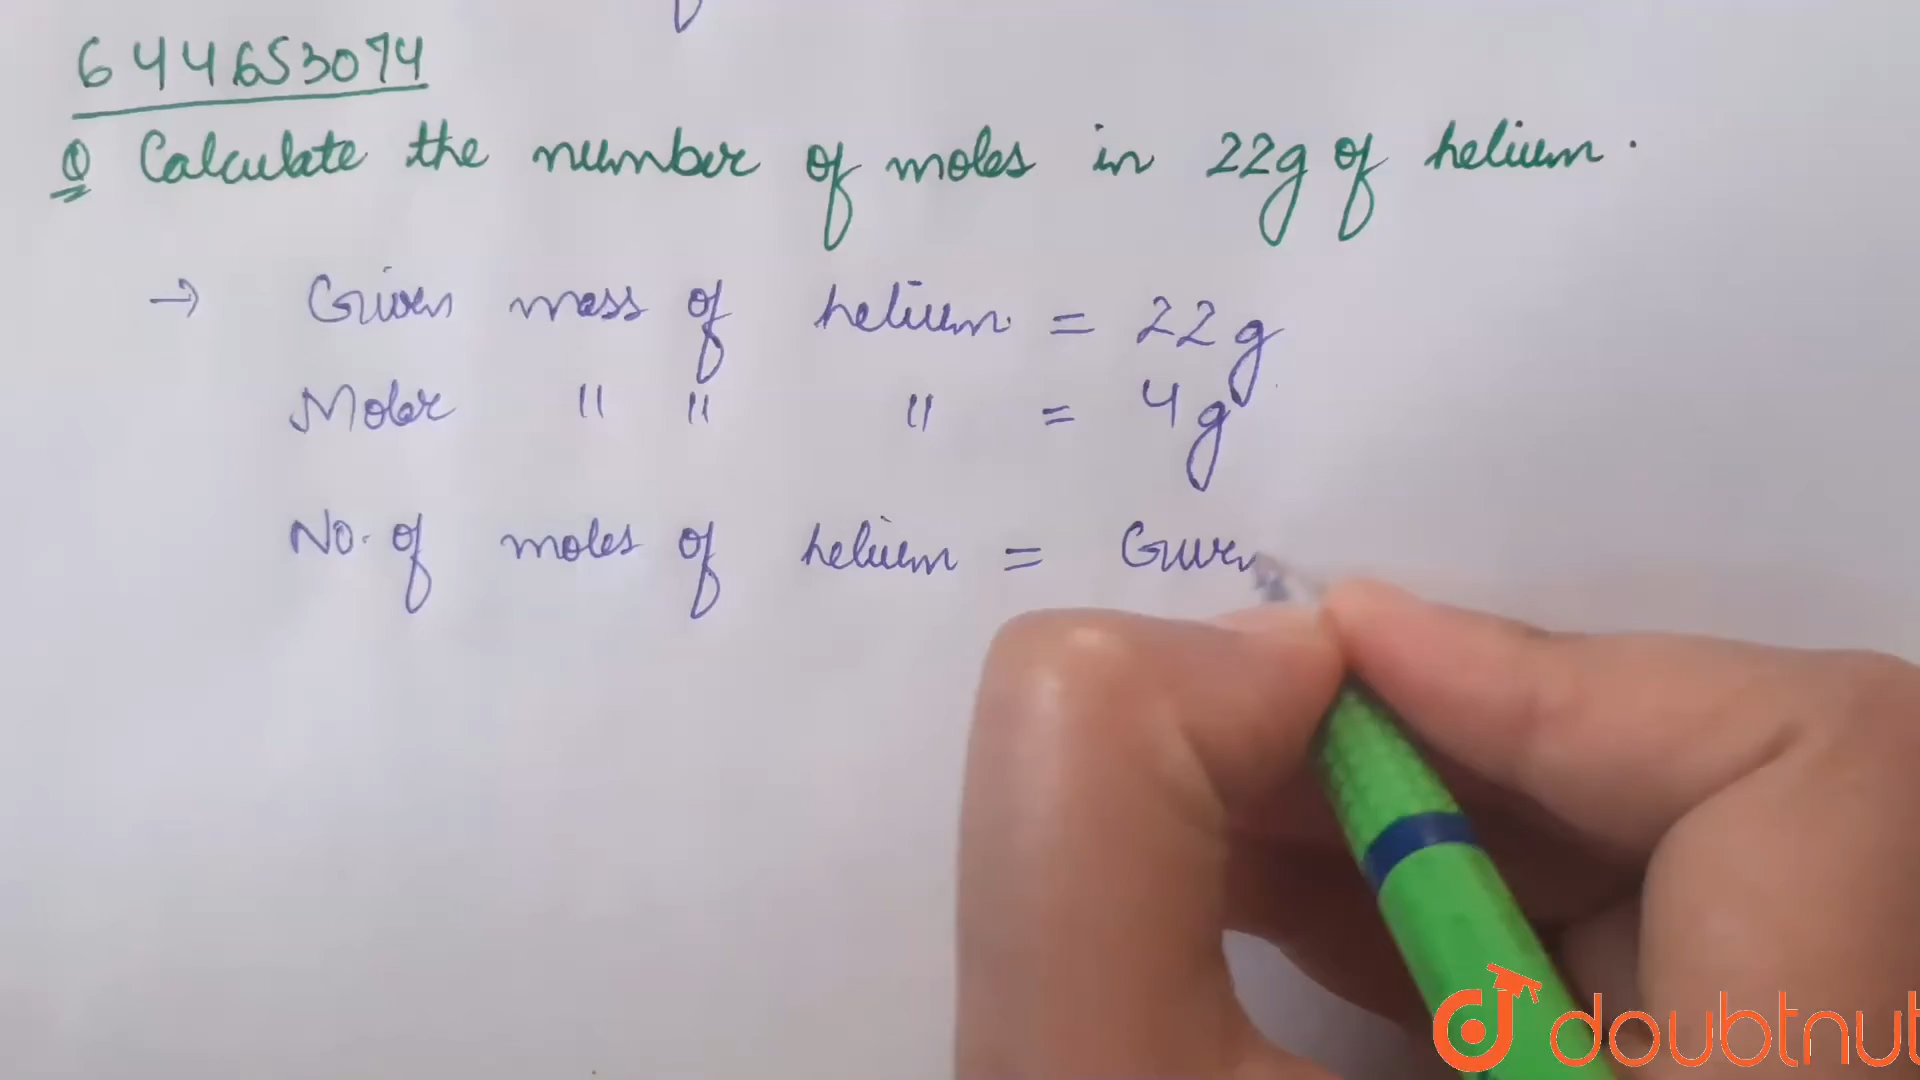 644653074
Q Calculate the number of moles in 22g of helium.
→ Given mass of helium = 22g
Molar " " " = 4g
No. of moles of helium = Given
doubtnut